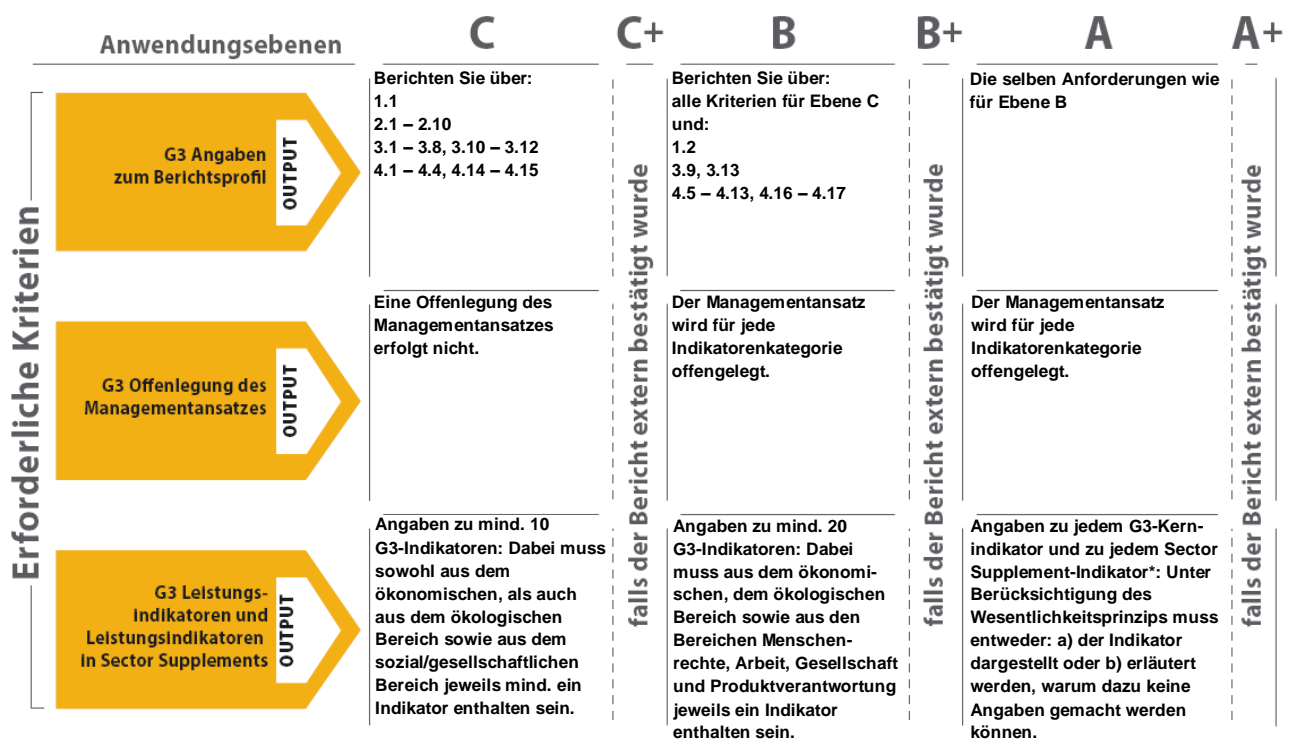 Anwendungsebenen
C
C+
B
B+
A
A+
Erforderliche Kriterien
G3 Angaben
zum Berichtsprofil
OUTPUT
Berichten Sie über:
1.1
2.1 – 2.10
3.1 – 3.8, 3.10 – 3.12
4.1 – 4.4, 4.14 – 4.15
falls der Bericht extern bestätigt wurde
Berichten Sie über:
alle Kriterien für Ebene C
und:
1.2
3.9, 3.13
4.5 – 4.13, 4.16 – 4.17
falls der Bericht extern bestätigt wurde
Die selben Anforderungen wie
für Ebene B
falls der Bericht extern bestätigt wurde
G3 Offenlegung des
Managementansatzes
OUTPUT
Eine Offenlegung des
Managementansatzes
erfolgt nicht.
Der Managementansatz
wird für jede
Indikatorenkategorie
offengelegt.
Der Managementansatz
wird für jede
Indikatorenkategorie
offengelegt.
G3 Leistungs-
indikatoren und
Leistungsindikatoren
in Sector Supplements
OUTPUT
Angaben zu mind. 10
G3-Indikatoren: Dabei muss
sowohl aus dem
ökonomischen, als auch
aus dem ökologischen
Bereich sowie aus dem
sozial/gesellschaftlichen
Bereich jeweils mind. ein
Indikator enthalten sein.
Angaben zu mind. 20
G3-Indikatoren: Dabei
muss aus dem ökonomi-
schen, dem ökologischen
Bereich sowie aus den
Bereichen Menschen-
rechte, Arbeit, Gesellschaft
und Produktverantwortung
jeweils ein Indikator
enthalten sein.
Angaben zu jedem G3-Kern-
indikator und zu jedem Sector
Supplement-Indikator*: Unter
Berücksichtigung des
Wesentlichkeitsprinzips muss
entweder: a) der Indikator
dargestellt oder b) erläutert
werden, warum dazu keine
Angaben gemacht werden
können.